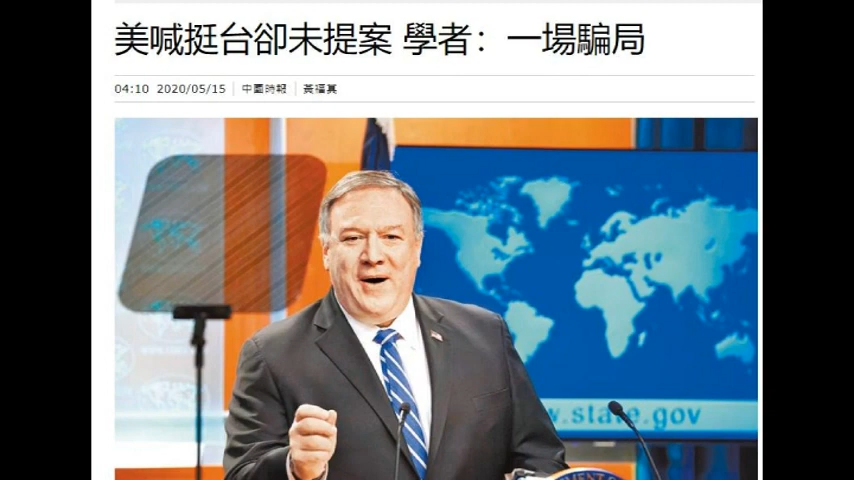 美喊挺台卻未提案 學者：一場騙局
04:10 2020/05/15 中國時報 黃福其
.state.gov